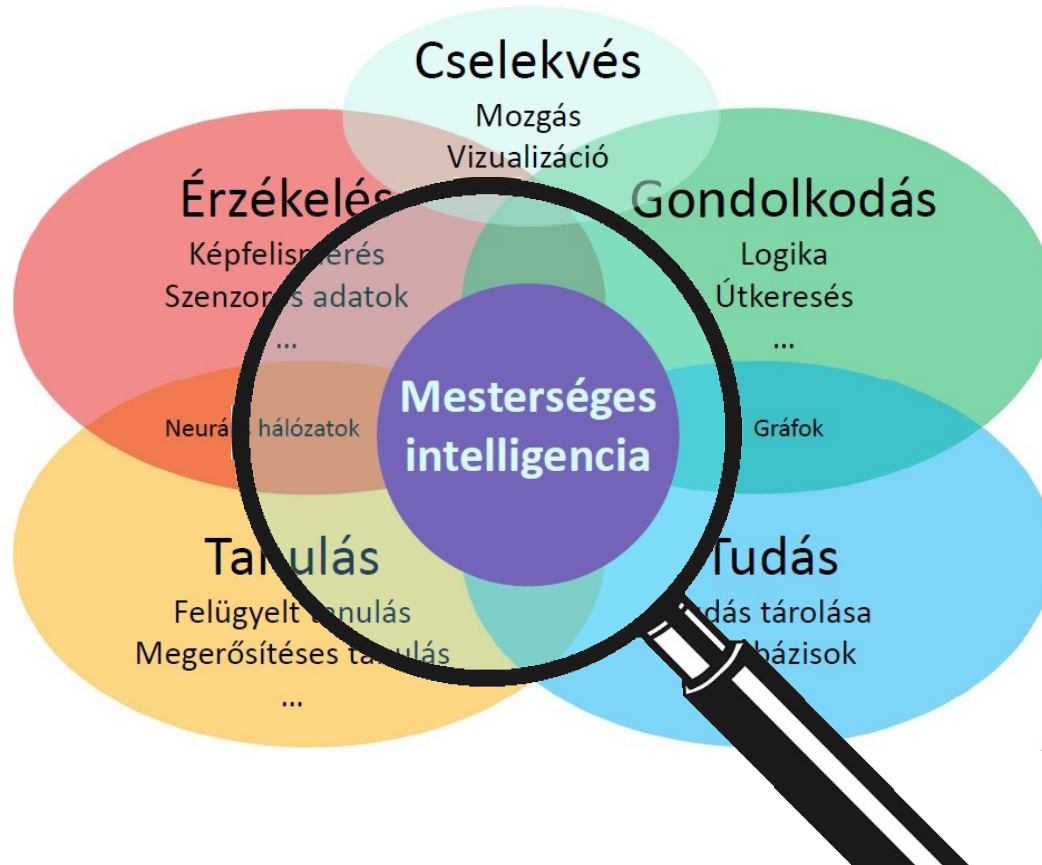 Cselekvés
Mozgás
Vizualizáció
Érzékelés
Képfelismerés
Szenzoros adatok
...
Gondolkodás
Logika
Útkeresés
...
Mesterséges
intelligencia
Neurális hálózatok
Gráfok
Tanulás
Felügyelt tanulás
Megerősítéses tanulás
...
Tudás
tárolása